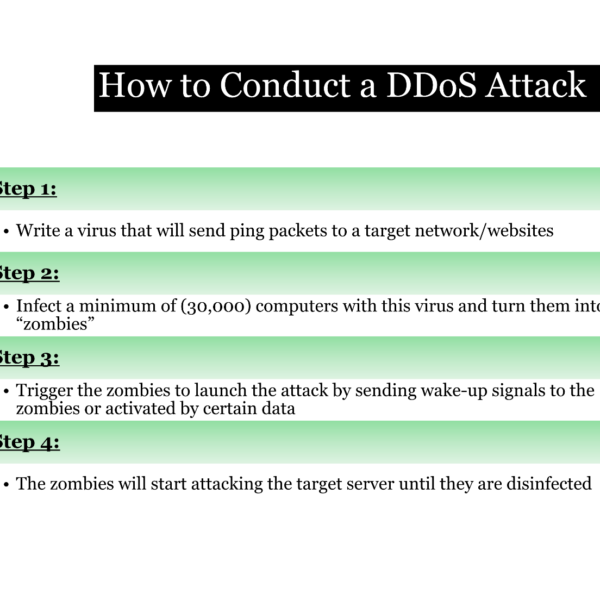 How to Conduct a DDoS Attack
Step 1:
• Write a virus that will send ping packets to a target network/websites
Step 2:
• Infect a minimum of (30,000) computers with this virus and turn them into
“zombies”
Step 3:
• Trigger the zombies to launch the attack by sending wake-up signals to the
zombies or activated by certain data
Step 4:
• The zombies will start attacking the target server until they are disinfected